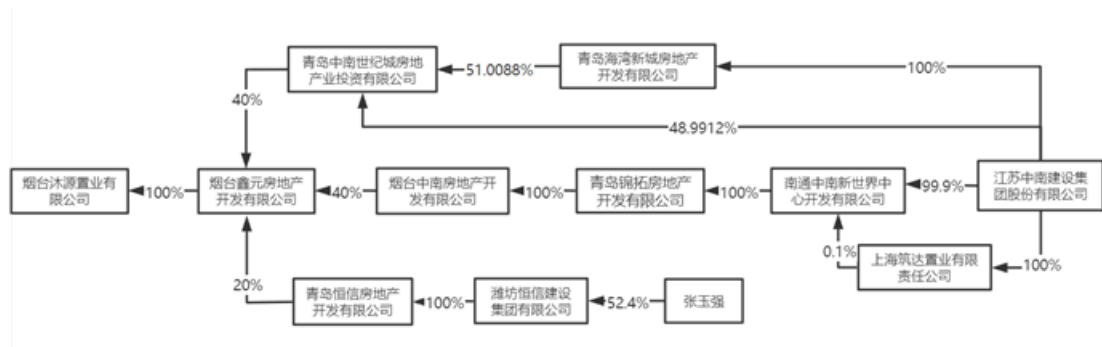 青岛中南世纪城房地
产业投资有限公司
51.0088%
青岛海湾新城房地产
开发有限公司
100%
40%
48.9912%
烟台沐源置业有
限公司
100%
烟台鑫元房地产
开发有限公司
40%
烟台中南房地产开
发有限公司
100%
青岛锦拓房地产
开发有限公司
100%
南通中南新世界中
心开发有限公司
99.9%
江苏中南建设集
团股份有限公司
0.1%
上海筑达置业有限
责任公司
100%
20%
青岛恒信房地产
开发有限公司
100%
潍坊恒信建设
集团有限公司
52.4%
张玉强